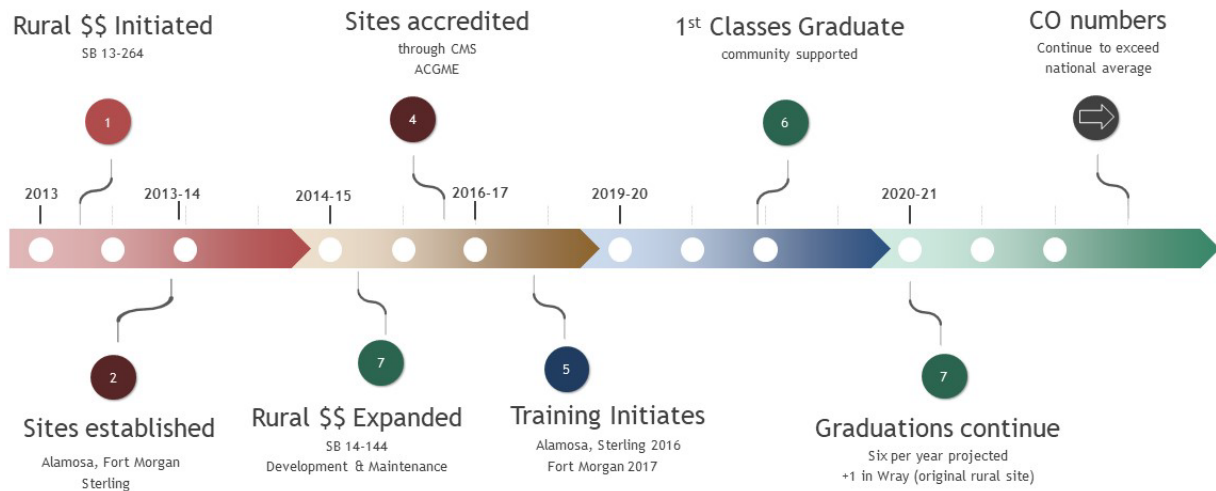 Rural $$ Initiated
SB 13-264
1
Sites accredited
through CMS
ACGME
4
1st Classes Graduate
community supported
6
CO numbers
Continue to exceed
national average
2013
2013-14
2014-15
2016-17
2019-20
2020-21
2
Sites established
Alamosa, Fort Morgan
Sterling
7
Rural $$ Expanded
SB 14-144
Development & Maintenance
5
Training Initiates
Alamosa, Sterling 2016
Fort Morgan 2017
7
Graduations continue
Six per year projected
+1 in Wray (original rural site)